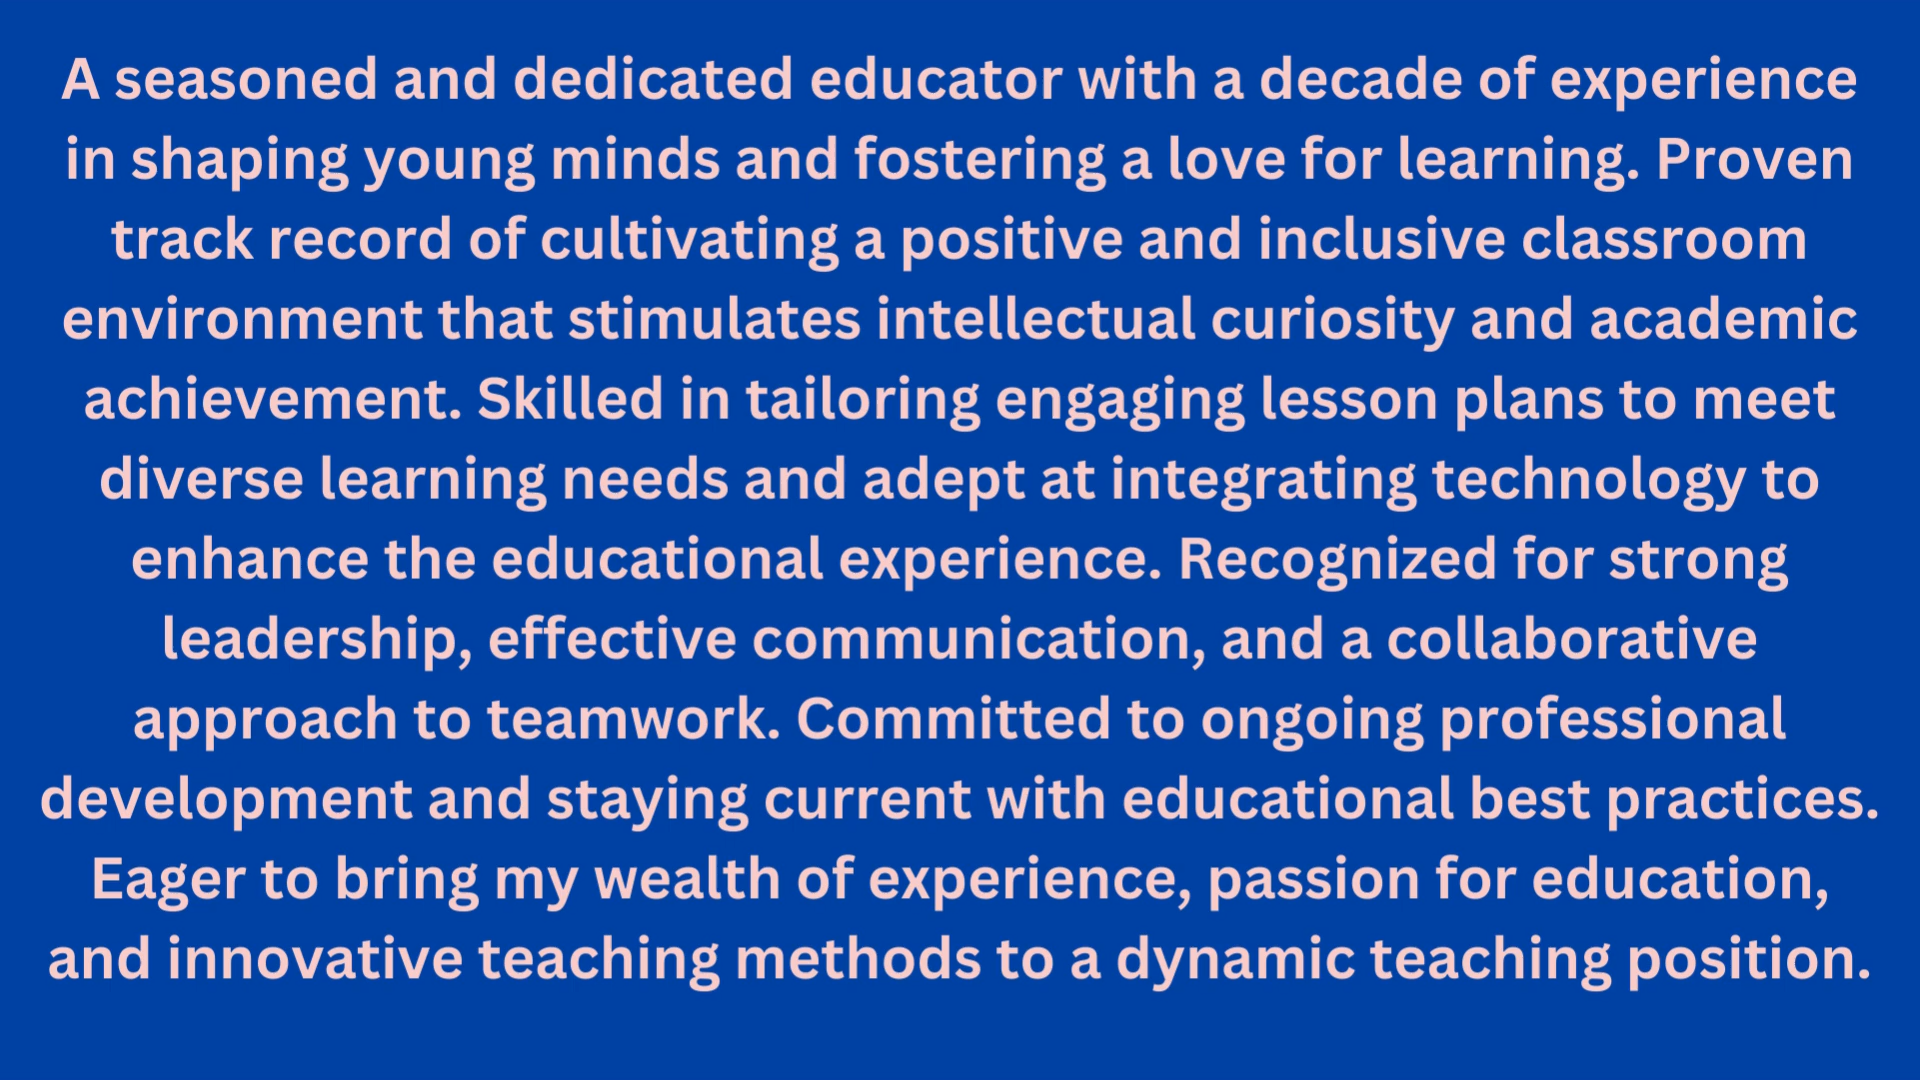 A seasoned and dedicated educator with a decade of experience
in shaping young minds and fostering a love for learning. Proven
track record of cultivating a positive and inclusive classroom
environment that stimulates intellectual curiosity and academic
achievement. Skilled in tailoring engaging lesson plans to meet
diverse learning needs and adept at integrating technology to
enhance the educational experience. Recognized for strong
leadership, effective communication, and a collaborative
approach to teamwork. Committed to ongoing professional
development and staying current with educational best practices.
Eager to bring my wealth of experience, passion for education,
and innovative teaching methods to a dynamic teaching position.